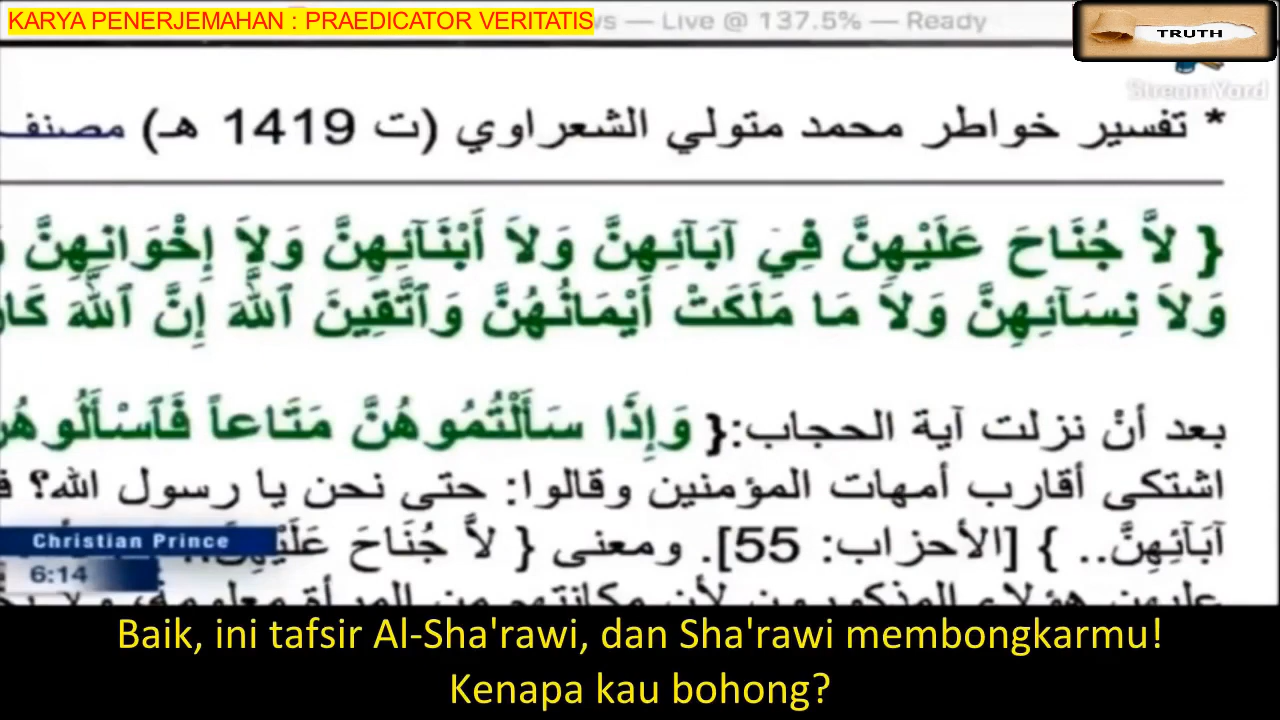 KARYA PENERJEMAHAN : PRAEDICATOR VERITATIS
— Live @ 137.5% — Ready
TRUTH
StreamYard
* تفسير خواطر محمد متولي الشعراوي (ت 1419 هـ) مصنف
{ لاَّ جُنَاحَ عَلَيْهِنَّ فِيۤ آبَآئِهِنَّ وَلاَ أَبْنَآئِهِنَّ وَلاَ إِخْوَانِهِنَّ
وَلاَ نِسَآئِهِنَّ وَلاَ مَا مَلَكَتْ أَيْمَانُهُنَّ وَٱتَّقِينَ ٱللَّهَ إِنَّ ٱللَّهَ
بعد أنْ نزلت آية الحجاب:{ وَإِذَا سَأَلْتُمُوهُنَّ مَتَاعاً
اشتكى أقارب أمهات المؤمنين وقالوا: حتى نحن يا رسول الله؟
آبَآئِهِنَّ.. } [الأحزاب: 55]. ومعنى { لاَّ جُنَاحَ
Christian Prince
6:14
Baik, ini tafsir Al-Sha'rawi, dan Sha'rawi membongkarmu!
Kenapa kau bohong?